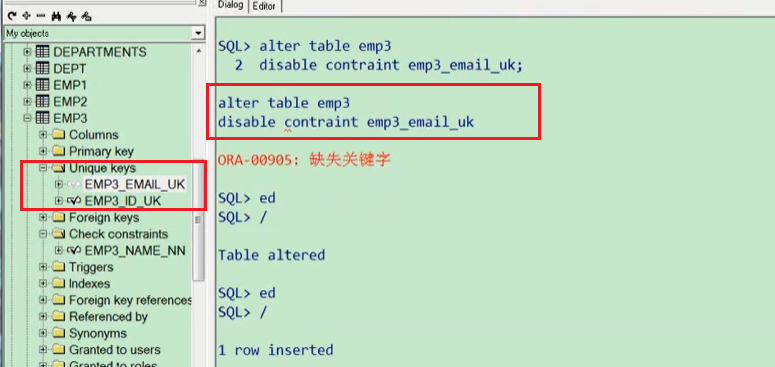 My objects
DEPARTMENTS
DEPT
EMP1
EMP2
EMP3
Columns
Primary key
Unique keys
EMP3_EMAIL_UK
EMP3_ID_UK
Foreign keys
Check constraints
EMP3_NAME_NN
Triggers
Indexes
Foreign key references
Referenced by
Synonyms
Granted to users
Granted to roles
Dialog Editor
SQL> alter table emp3
2 disable contraint emp3_email_uk;
alter table emp3
disable contraint emp3_email_uk
ORA-00905: 缺失关键字
SQL> ed
SQL> /
Table altered
SQL> ed
SQL> /
1 row inserted